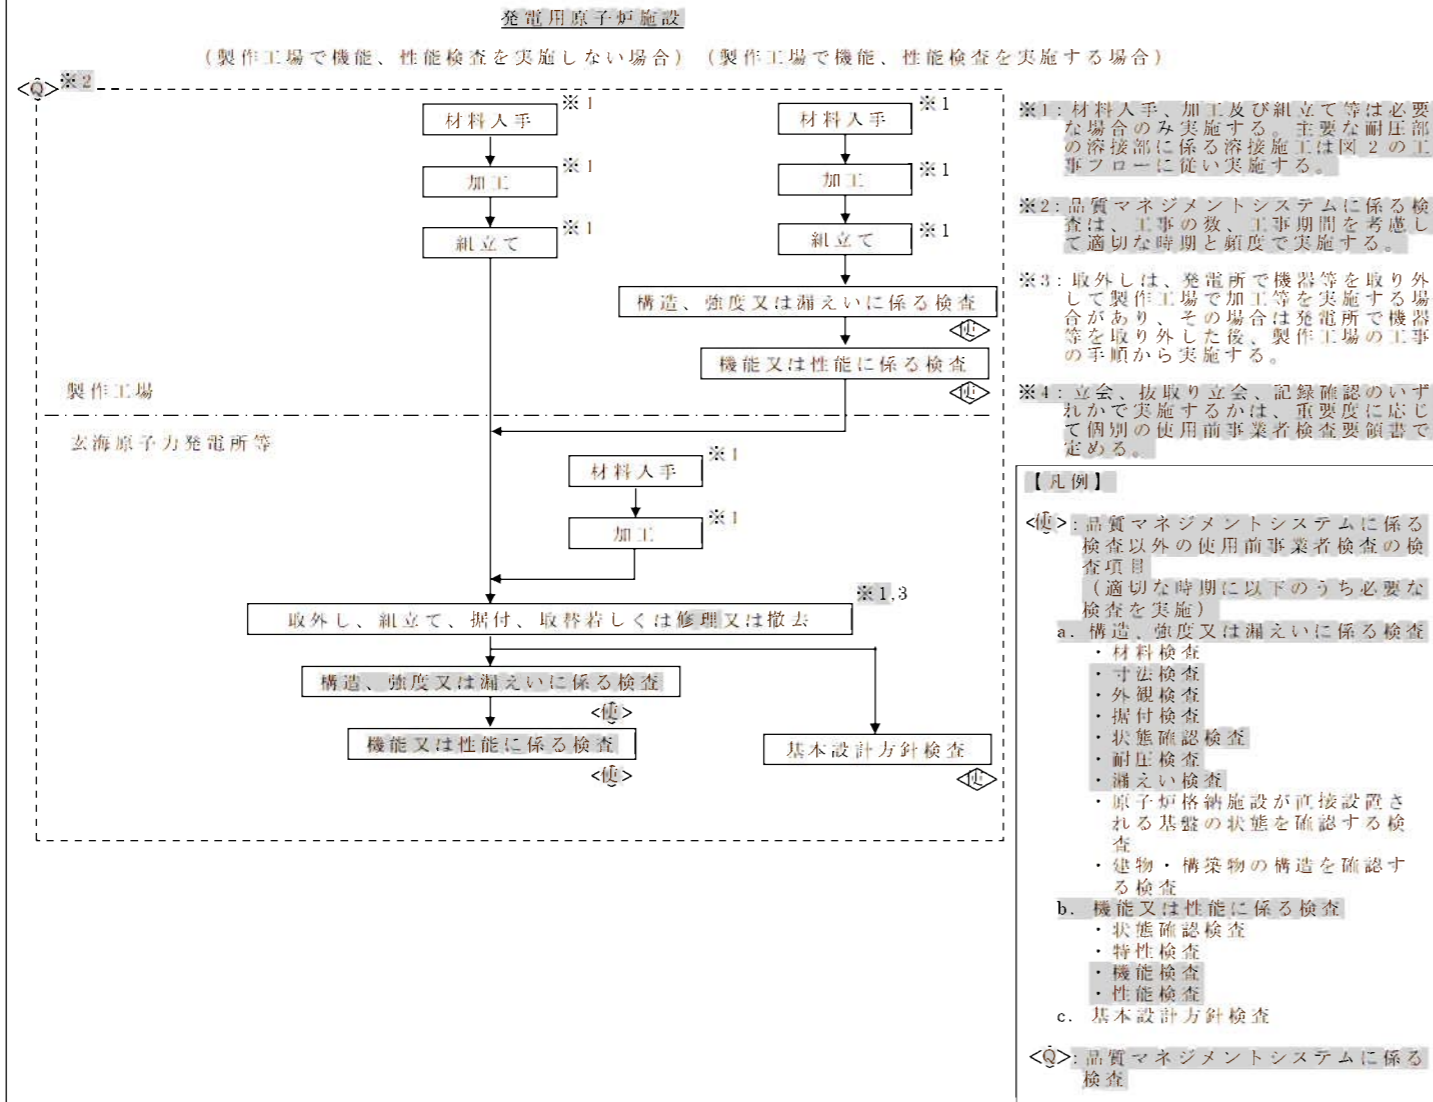 発電用原子炉施設
(製作工場で機能、性能検査を実施しない場合) (製作工場で機能、性能検査を実施する場合)
<Q>※2
材料入手 ※1
加工 ※1
組立て ※1
材料入手 ※1
加工 ※1
組立て ※1
構造、強度又は漏えいに係る検査
<使>
機能又は性能に係る検査
<使>
製作工場
玄海原子力発電所等
材料入手 ※1
加工 ※1
※1,3
取外し、組立て、据付、取替若しくは修理又は撤去
構造、強度又は漏えいに係る検査
<使>
機能又は性能に係る検査
<使>
基本設計方針検査
<使>
※1:材料入手、加工及び組立て等は必要
な場合のみ実施する。主要な耐圧部
の溶接部に係る溶接施工は図2の工
事フローに従い実施する。
※2:品質マネジメントシステムに係る検
査は、工事の数、工事期間を考慮し
て適切な時期と頻度で実施する。
※3:取外しは、発電所で機器等を取り外
して製作工場で加工等を実施する場
合があり、その場合は発電所で機器
等を取り外した後、製作工場の工事
の手順から実施する。
※4:立会、抜取り立会、記録確認のいず
れかで実施するかは、重要度に応じ
て個別の使用前事業者検査要領書で
定める。
【凡例】
<使>:品質マネジメントシステムに係る
検査以外の使用前事業者検査の検
査項目
(適切な時期に以下のうち必要な
検査を実施)
a. 構造、強度又は漏えいに係る検査
・材料検査
・寸法検査
・外観検査
・据付検査
・状態確認検査
・耐圧検査
・漏えい検査
・原子炉格納施設が直接設置さ
れる基盤の状態を確認する検
査
・建物・構築物の構造を確認す
る検査
b. 機能又は性能に係る検査
・状態確認検査
・特性検査
・機能検査
・性能検査
c. 基本設計方針検査
<Q>:品質マネジメントシステムに係る
検査